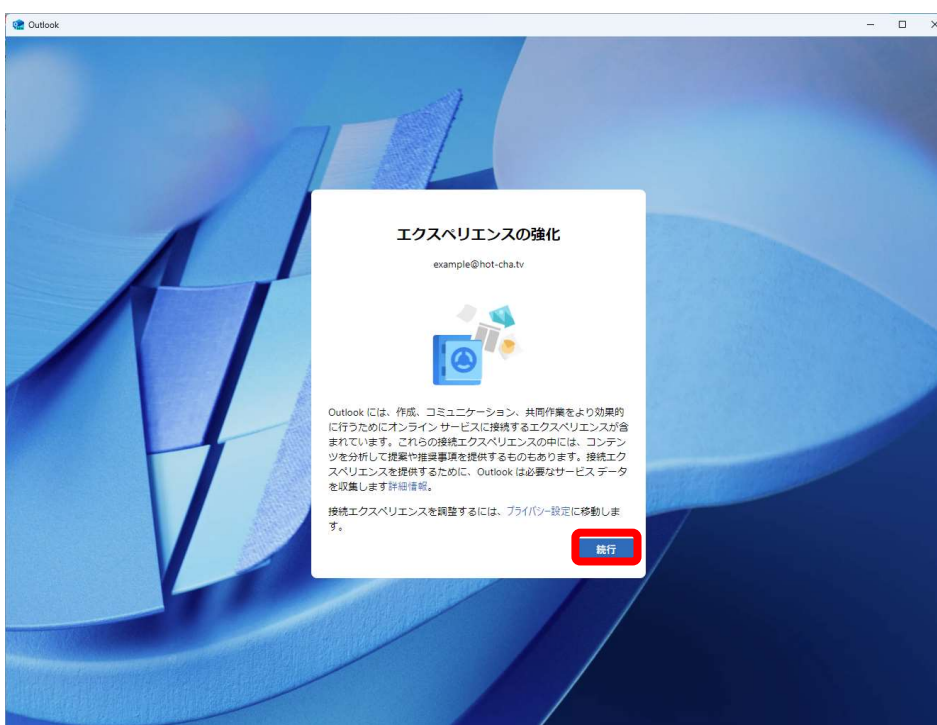 Outlook
エクスペリエンスの強化
example@hot-cha.tv
Outlook には、作成、コミュニケーション、共同作業をより効果的
に行うためにオンライン サービスに接続するエクスペリエンスが含
まれています。これらの接続エクスペリエンスの中には、コンテン
ツを分析して提案や推奨事項を提供するものもあります。接続エク
スペリエンスを提供するために、Outlook は必要なサービス データ
を収集します詳細情報。
接続エクスペリエンスを調整するには、プライバシー設定に移動しま
す。
続行